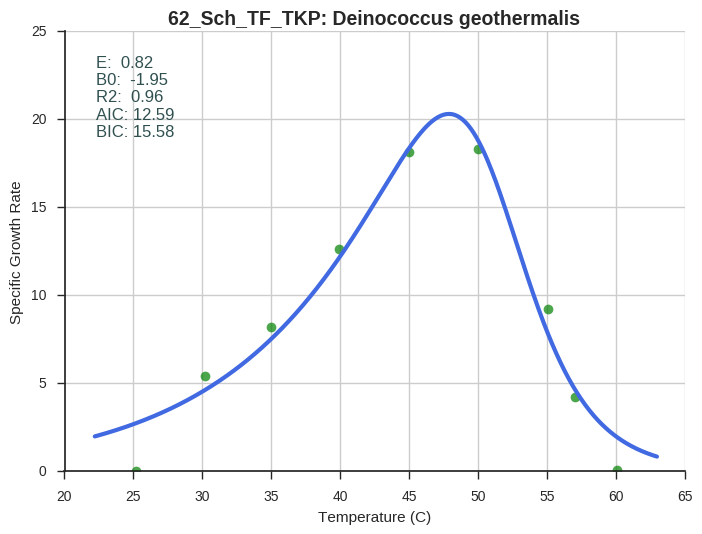 62_Sch_TF_TKP: Deinococcus geothermalis
E:  0.82
B0:  -1.95
R2:  0.96
AIC: 12.59
BIC: 15.58
25
20
15
10
5
0
Specific Growth Rate
20 25 30 35 40 45 50 55 60 65
Temperature (C)